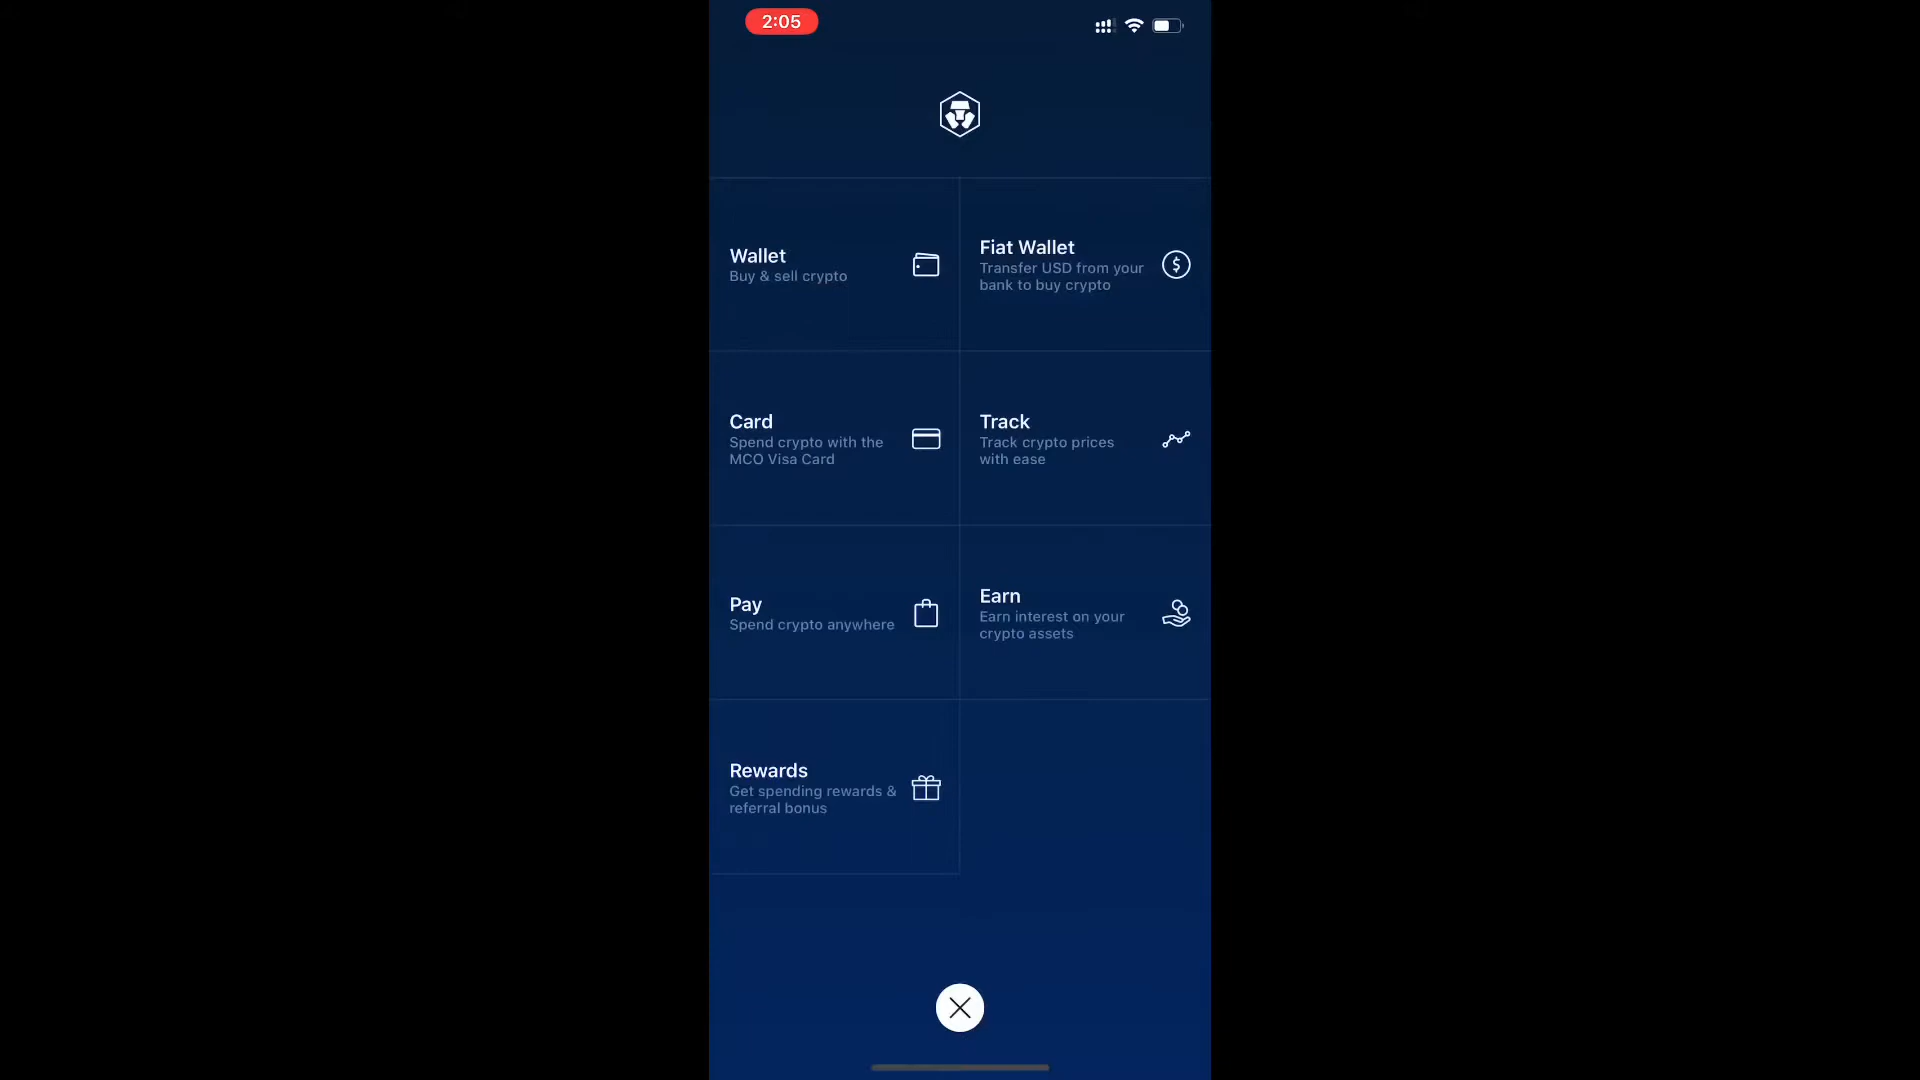 2:05
Wallet
Buy & sell crypto
Fiat Wallet
Transfer USD from your
bank to buy crypto
Card
Spend crypto with the
MCO Visa Card
Track
Track crypto prices
with ease
Pay
Spend crypto anywhere
Earn
Earn interest on your
crypto assets
Rewards
Get spending rewards &
referral bonus